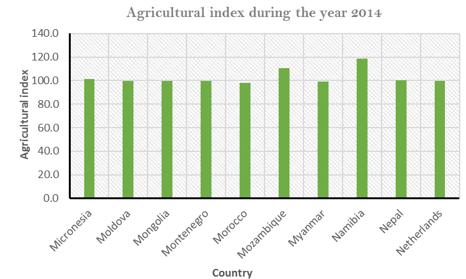 Agricultural index during the year 2014
Agricultural index
140.0
120.0
100.0
80.0
60.0
40.0
20.0
0.0
Micronesia
Moldova
Mongolia
Montenegro
Morocco
Mozambique
Myanmar
Namibia
Nepal
Netherlands
Country